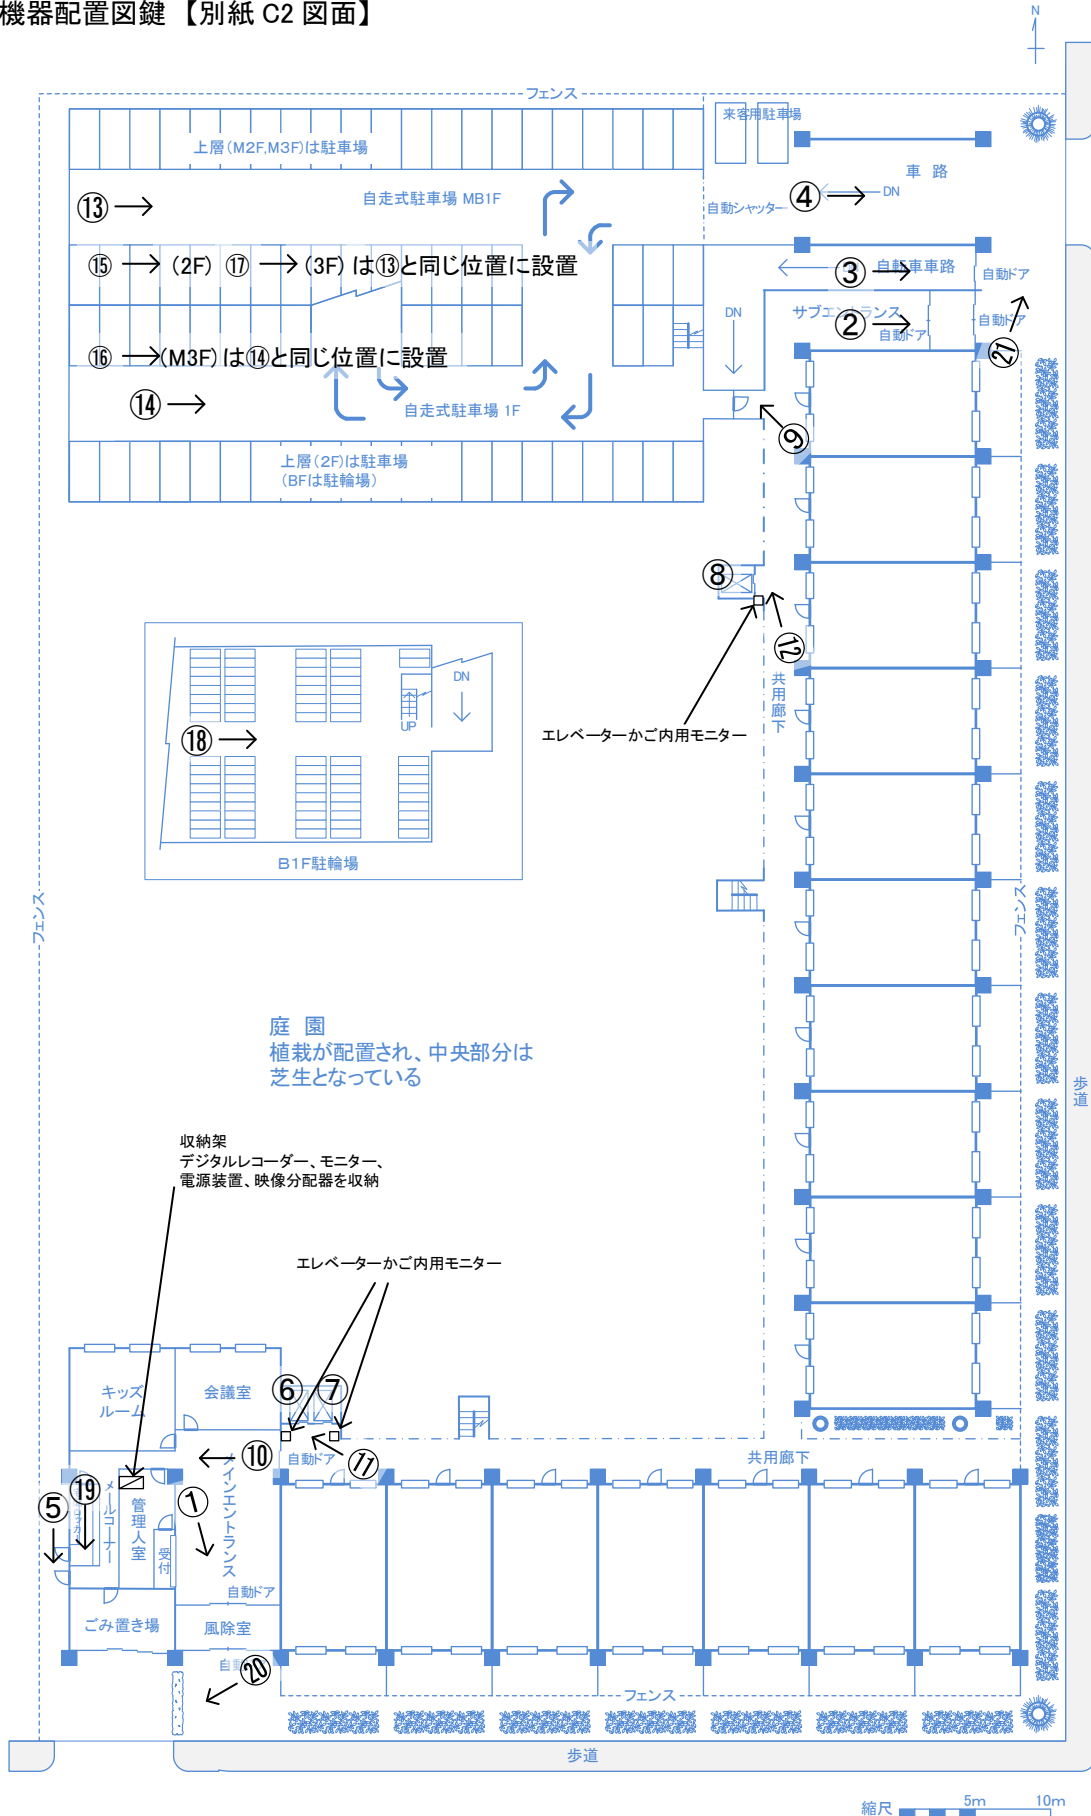 機器配置図鍵 【別紙 C2 図面】
N
フェンス
来客用駐車場
上層(M2F,M3F)は駐車場
車 路
自走式駐車場 MB1F
④
DN
⑬
自動シャッター
⑮ (2F) ⑰ (3F) は⑬と同じ位置に設置
③
自転車車路
自動ドア
DN
サブエントランス
②
自動ドア
自動ドア
㉑
⑯ (M3F) は⑭と同じ位置に設置
⑭
自走式駐車場 1F
⑨
上層(2F)は駐車場
(BFは駐輪場)
⑧
⑫
共用廊下
DN
UP
⑱
エレベーターかご内用モニター
B1F駐輪場
フェンス
フェンス
庭 園
植栽が配置され、中央部分は
芝生となっている
歩道
収納架
デジタルレコーダー、モニター、
電源装置、映像分配器を収納
エレベーターかご内用モニター
キッズ
ルーム
会議室
⑥
⑦
⑩
自動ドア
⑪
共用廊下
メインエントランス
⑤
⑲
メールコーナー
管理人室
①
受付
自動ドア
ごみ置き場
風除室
⑳
フェンス
歩道
縮尺
5m
10m